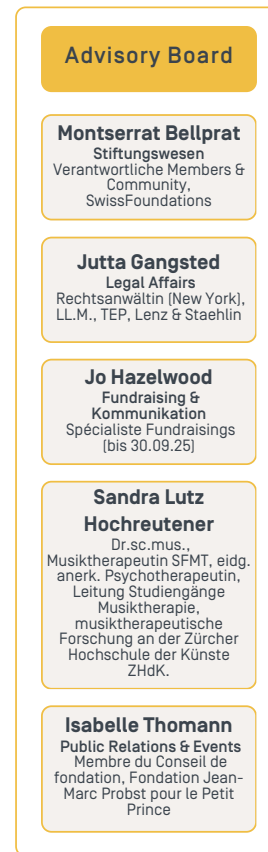 Advisory Board
Montserrat Bellprat
Stiftungswesen
Verantwortliche Members &
Community,
SwissFoundations
Jutta Gangsted
Legal Affairs
Rechtsanwältin (New York),
LL.M., TEP, Lenz & Staehlin
Jo Hazelwood
Fundraising &
Kommunikation
Spécialiste Fundraisings
(bis 30.09.25)
Sandra Lutz
Hochreutener
Dr.sc.mus.,
Musiktherapeutin SFMT, eidg.
anerk. Psychotherapeutin,
Leitung Studiengänge
Musiktherapie,
musiktherapeutische
Forschung an der Zürcher
Hochschule der Künste
ZHdK.
Isabelle Thomann
Public Relations & Events
Membre du Conseil de
fondation, Fondation Jean-
Marc Probst pour le Petit
Prince